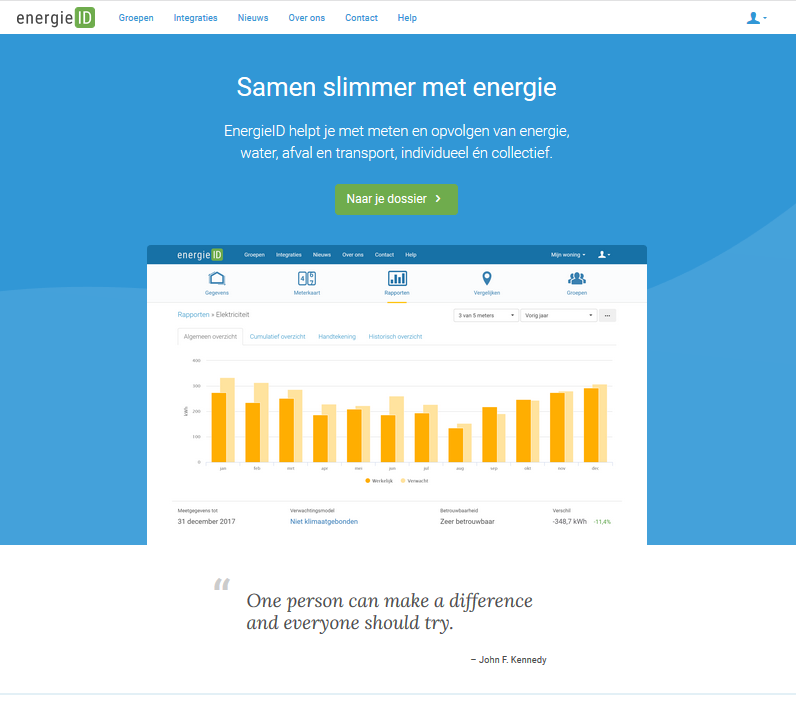 energieID Groepen Integraties Nieuws Over ons Contact Help
Samen slimmer met energie
EnergieID helpt je met meten en opvolgen van energie,
water, afval en transport, individueel én collectief.
Naar je dossier
energieID Groepen Integraties Nieuws Over ons Contact Help Mijn woning
Gegevens Meterkaart Rapporten Vergelijken Groepen
Rapporten » Elektriciteit 3 van 5 meters Vorig jaar ...
Algemeen overzicht Cumulatief overzicht Handtekening Historisch overzicht
400
300
kWh
200
100
0
jan feb mrt apr mei jun jul aug sep okt nov dec
Werkelijk Verwacht
Meetgegevens tot Verwachtingsmodel Betrouwbaarheid Verschil
31 december 2017 Niet klimaatgebonden Zeer betrouwbaar -348,7 kWh -11,4%
“ One person can make a difference
and everyone should try.
– John F. Kennedy